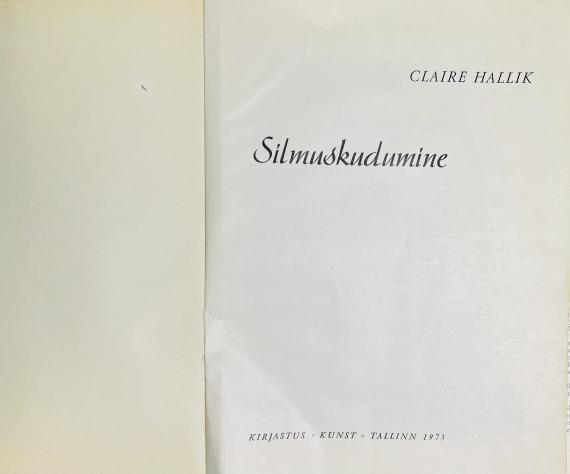 CLAIRE HALLIK
Silmuskudumine
KIRJASTUS ◦ KUNST ◦ TALLINN 1973